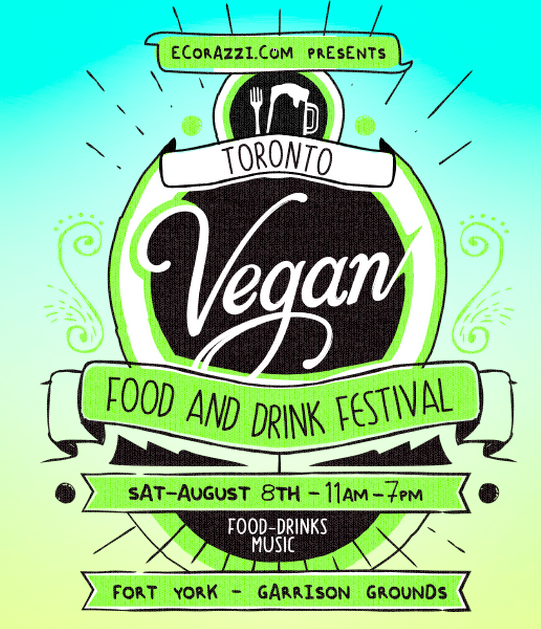 ECORAZZI.COM PRESENTS
TORONTO
Vegan
FOOD AND DRINK FESTIVAL
SAT-AUGUST 8TH - 11AM - 7PM
FOOD-DRINKS
MUSIC
FORT YORK - GARRISON GROUNDS